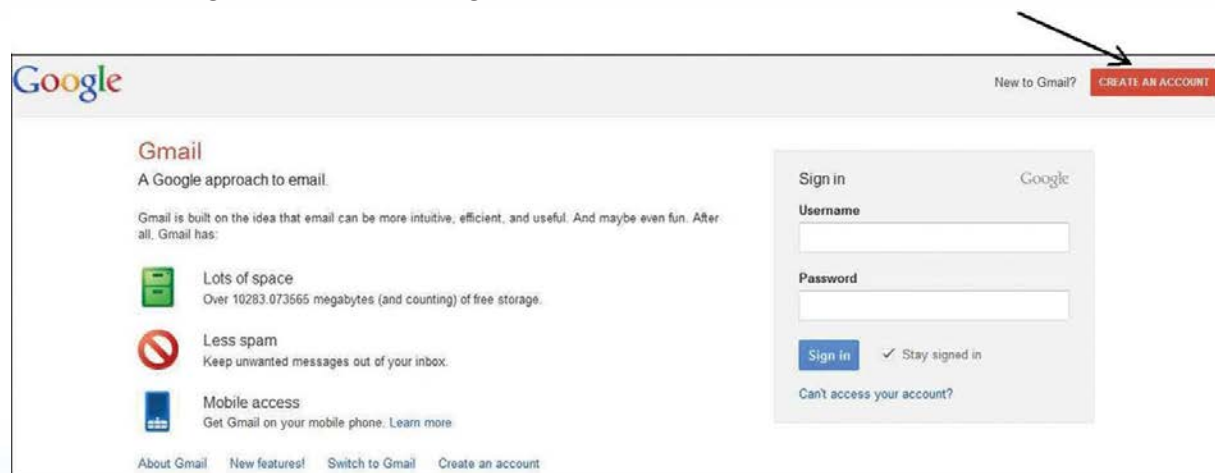 Google
New to Gmail? CREATE AN ACCOUNT
Gmail
A Google approach to email.
Gmail is built on the idea that email can be more intuitive, efficient, and useful. And maybe even fun. After
all, Gmail has:
Lots of space
Over 10283.073565 megabytes (and counting) of free storage.
Less spam
Keep unwanted messages out of your inbox.
Mobile access
Get Gmail on your mobile phone. Learn more
About Gmail New features! Switch to Gmail Create an account
Sign in Google
Username
Password
Sign in ✓ Stay signed in
Can't access your account?